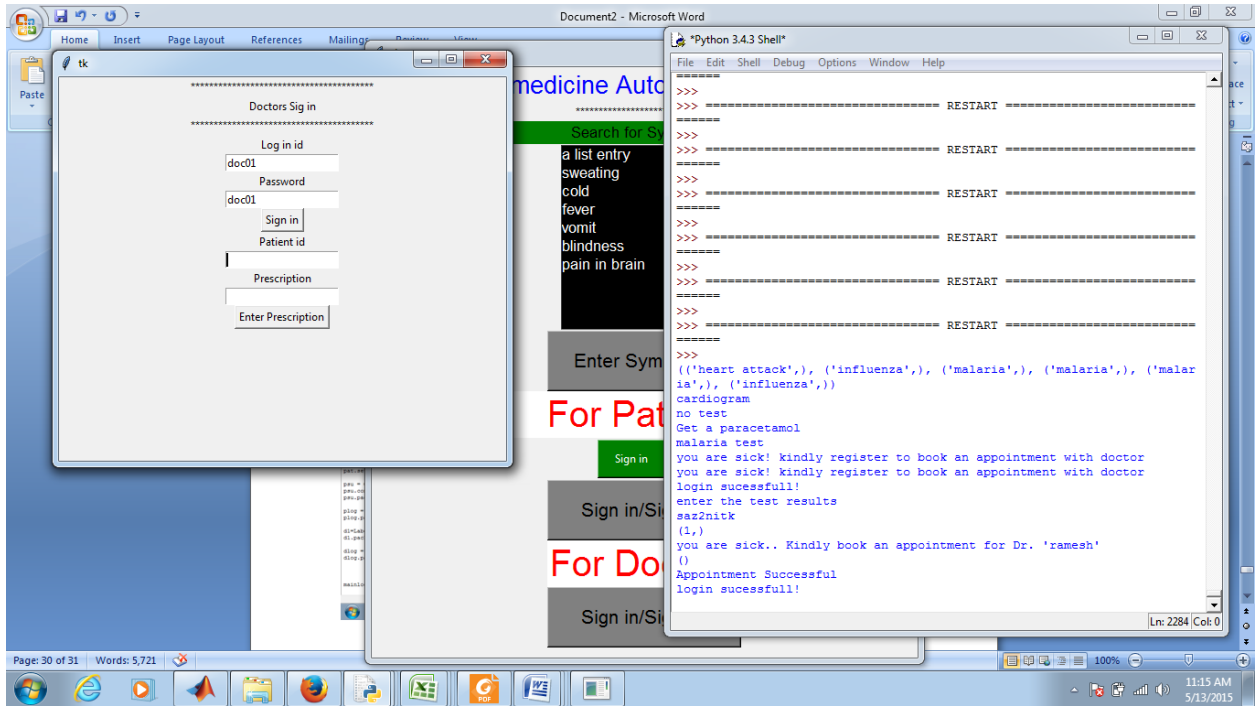 Document2 - Microsoft Word
Home Insert Page Layout References Mailings Review View
Paste
tk
****************************************
Doctors Sig in
****************************************
Log in id
doc01
Password
doc01
Sign in
Patient id
Prescription
Enter Prescription
medicine Auto
Search for Sy
a list entry
sweating
cold
fever
vomit
blindness
pain in brain
Enter Sym
For Pat
Sign in
Sign in/Si
For Do
Sign in/Si
*Python 3.4.3 Shell*
File Edit Shell Debug Options Window Help
======
>>>
>>> ================================ RESTART ==========================
======
>>>
>>> ================================ RESTART ==========================
======
>>>
>>> ================================ RESTART ==========================
======
>>>
>>> ================================ RESTART ==========================
======
>>>
>>> ================================ RESTART ==========================
======
>>>
>>> ================================ RESTART ==========================
======
>>>
(('heart attack',), ('influenza',), ('malaria',), ('malaria',), ('malar
ia',), ('influenza',))
cardiogram
no test
Get a paracetamol
malaria test
you are sick! kindly register to book an appointment with doctor
you are sick! kindly register to book an appointment with doctor
login sucessfull!
enter the test results
saz2nitk
(1,)
you are sick.. Kindly book an appointment for Dr. 'ramesh'
()
Appointment Successful
login sucessfull!
Ln: 2284 Col: 0
Page: 30 of 31 Words: 5,721
100%
11:15 AM
5/13/2015